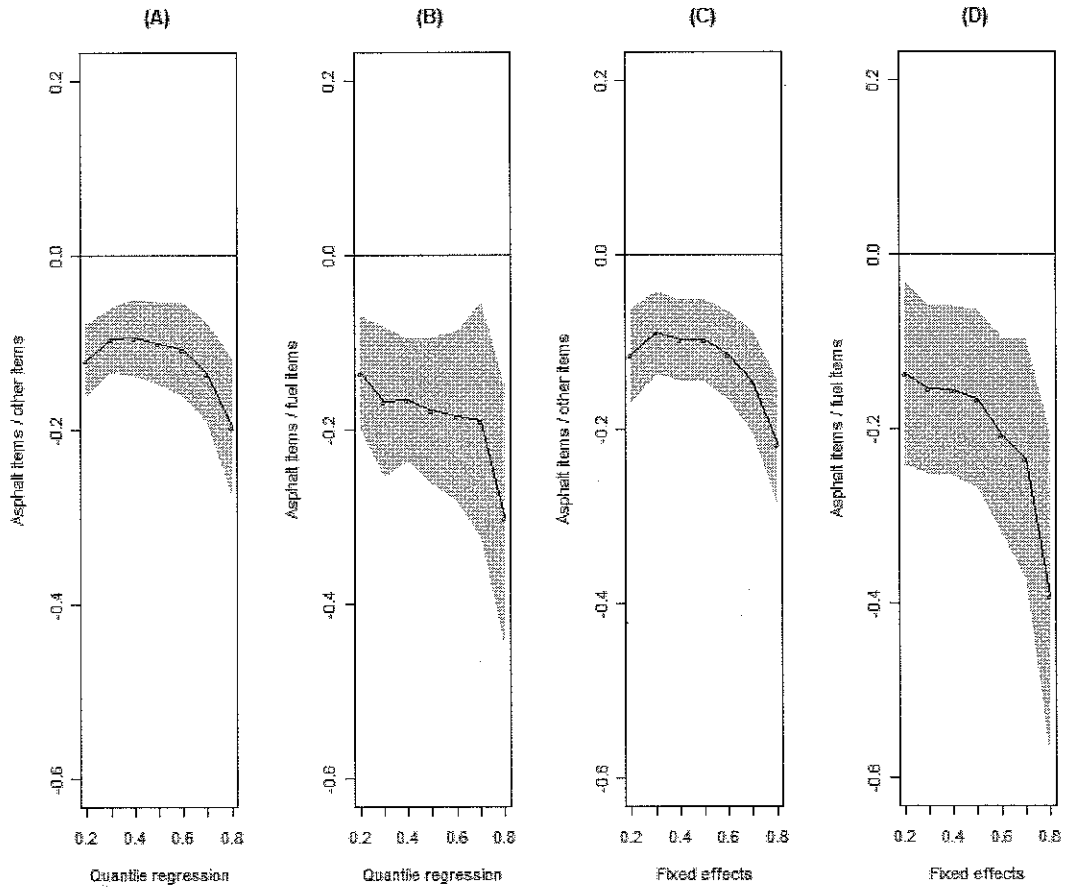 (A)
(B)
(C)
(D)
0.2
0.0
-0.2
-0.4
-0.6
Asphalt items / other items
0.2 0.4 0.6 0.8
Quantile regression
0.2
0.0
-0.2
-0.4
-0.6
Asphalt items / fuel items
0.2 0.4 0.6 0.8
Quantile regression
0.2
0.0
-0.2
-0.4
-0.6
Asphalt items / other items
0.2 0.4 0.6 0.8
Fixed effects
0.2
0.0
-0.2
-0.4
-0.6
Asphalt items / fuel items
0.2 0.4 0.6 0.8
Fixed effects